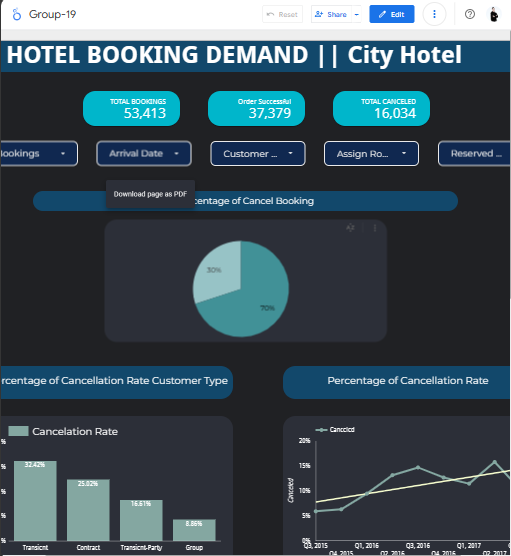 Group-19
Reset
Share
Edit
HOTEL BOOKING DEMAND || City Hotel
TOTAL BOOKINGS
53,413
Order Successful
37,379
TOTAL CANCELED
16,034
ookings
Arrival Date
Customer ...
Assign Ro...
Reserved ...
Download page as PDF
centage of Cancel Booking
30%
70%
rcentage of Cancellation Rate Customer Type
Percentage of Cancellation Rate
Cancelation Rate
32.42%
25.02%
16.61%
8.86%
%
%
%
%
%
Transient
Contract
Transient-Party
Group
Canceled
20%
15%
10%
5%
0%
Canceled
Q3, 2015
Q1, 2016
Q3, 2016
Q1, 2017
Q4, 2015
Q2, 2016
Q4, 2016
Q2, 2017